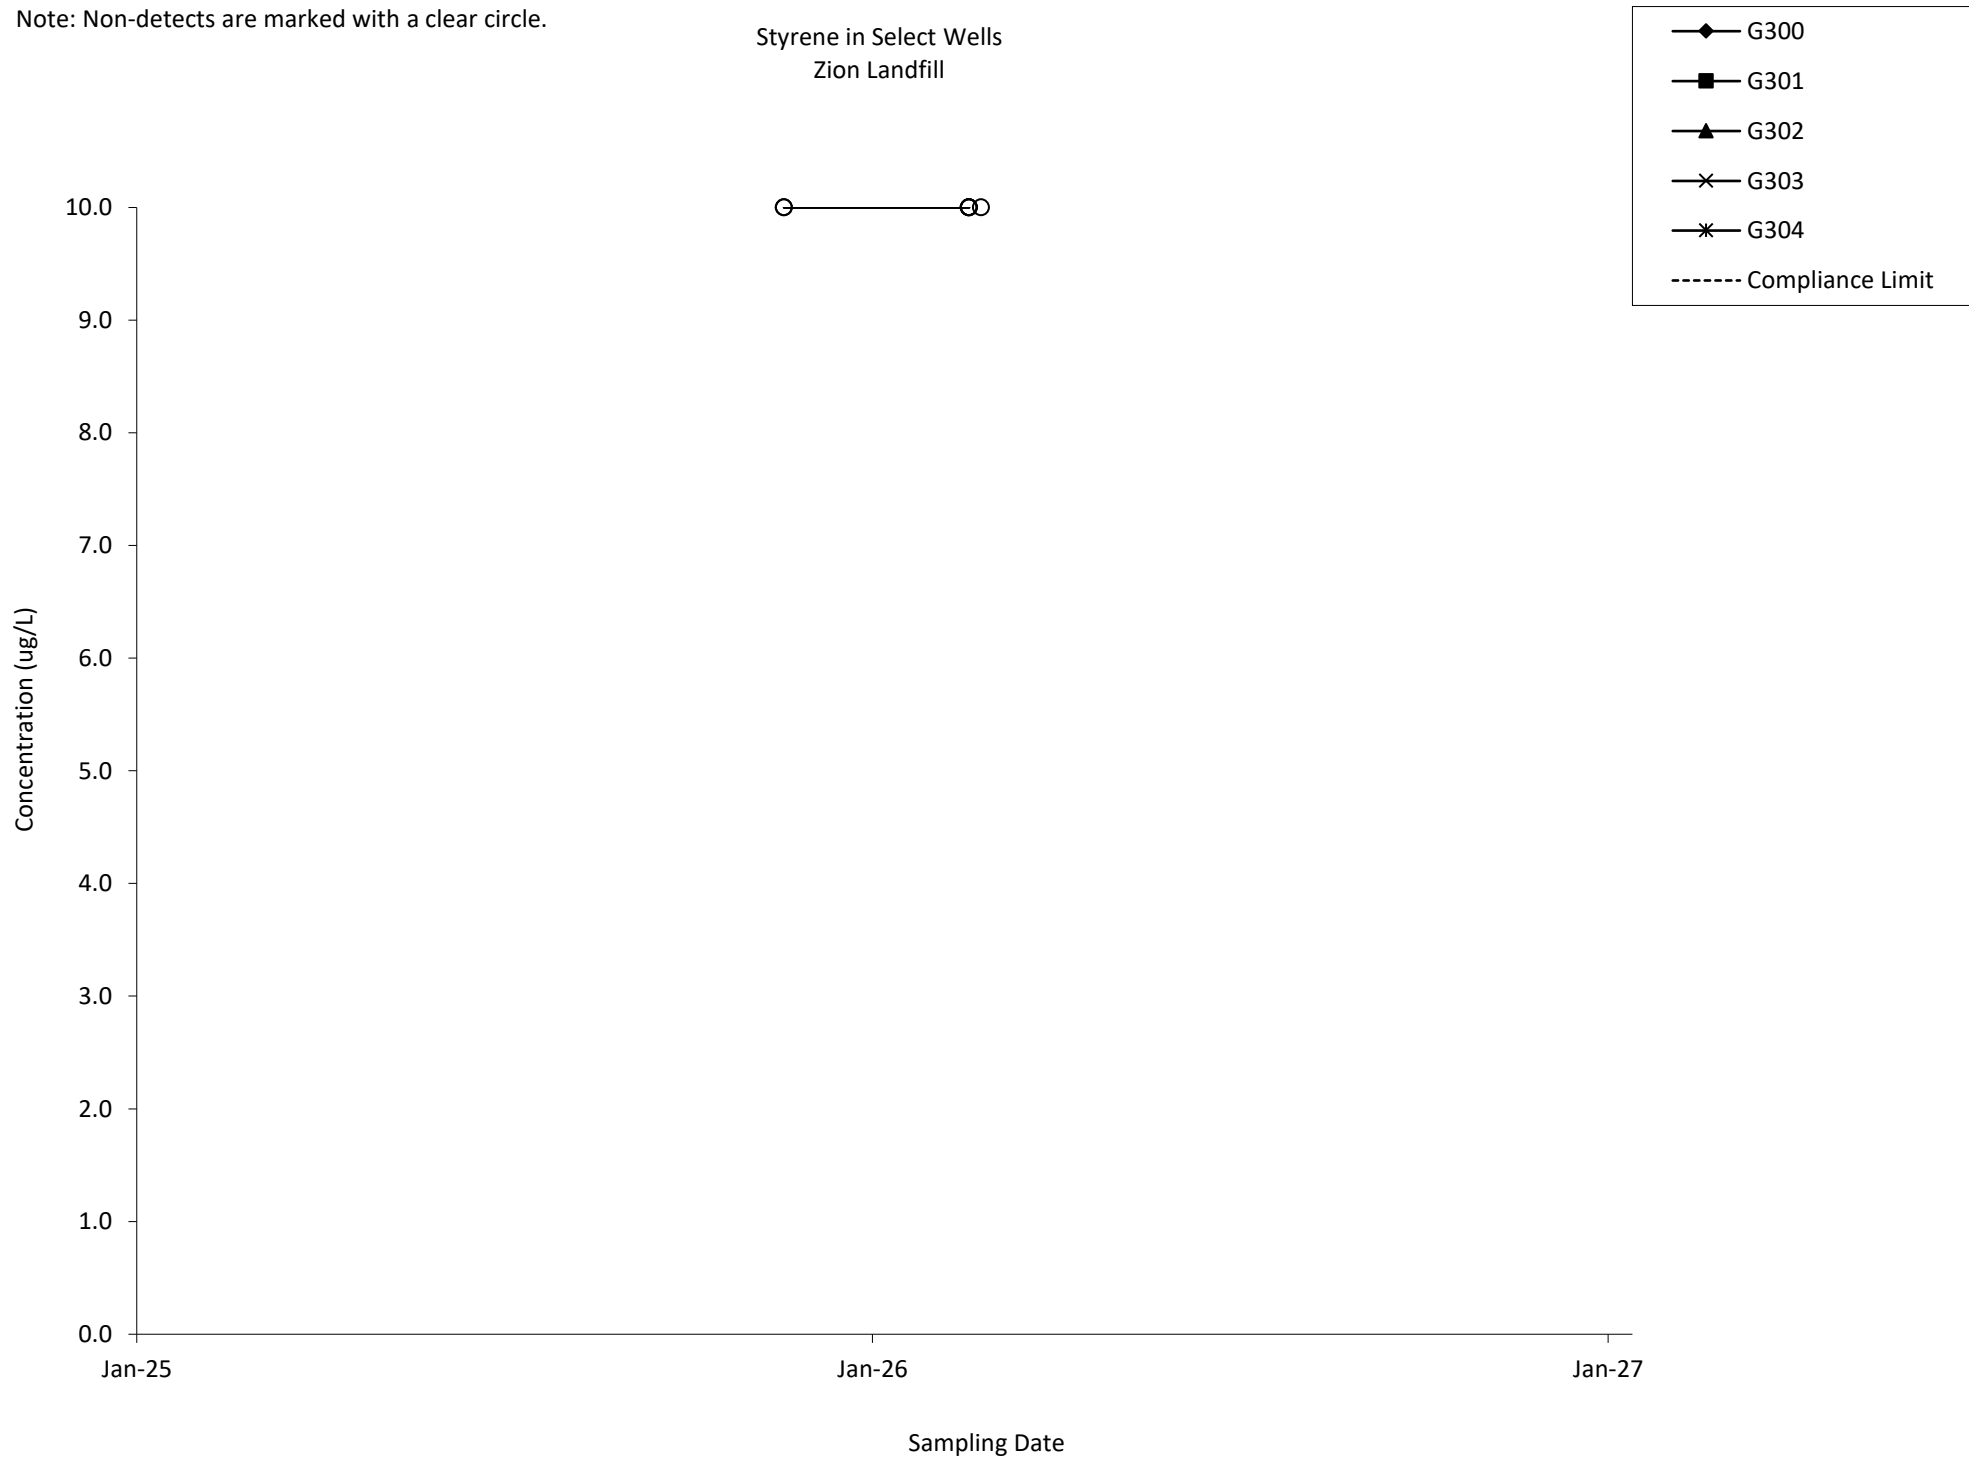 Note: Non-detects are marked with a clear circle.
Styrene in Select Wells
Zion Landfill
G300
G301
G302
G303
G304
Compliance Limit
10.0
9.0
8.0
7.0
6.0
5.0
4.0
3.0
2.0
1.0
0.0
Concentration (ug/L)
Jan-25
Jan-26
Jan-27
Sampling Date